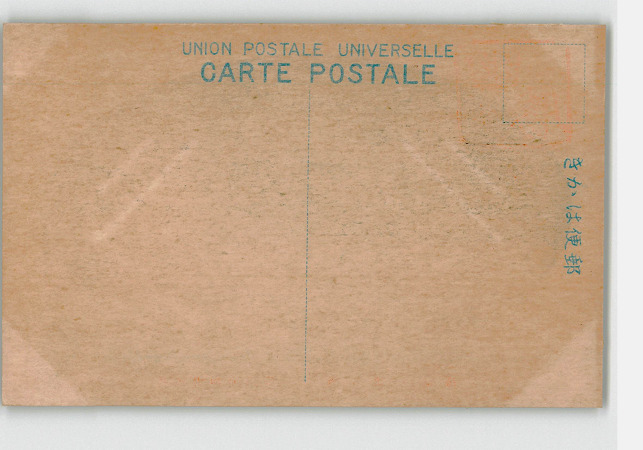 UNION POSTALE UNIVERSELLE
CARTE POSTALE
きかは便郵